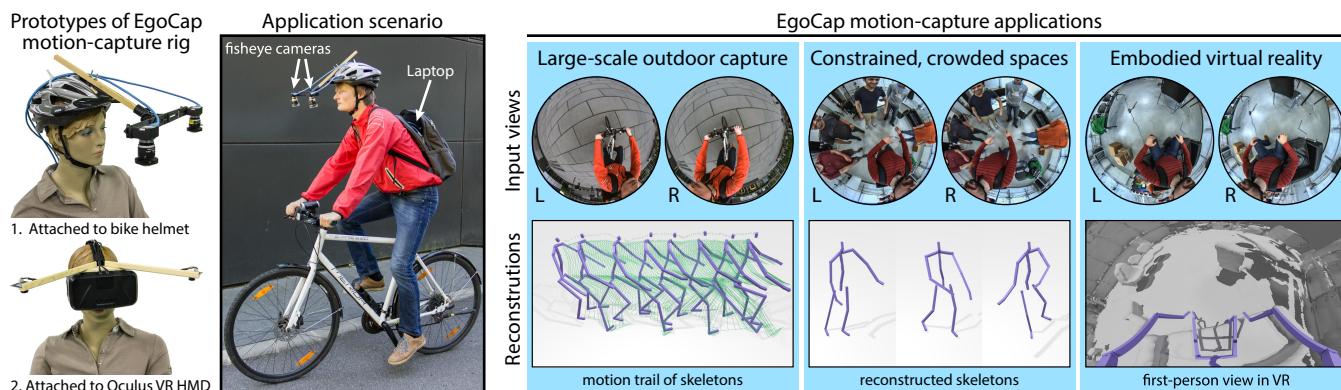 Prototypes of EgoCap
motion-capture rig
1. Attached to bike helmet
2. Attached to Oculus VR HMD
Application scenario
fisheye cameras
Laptop
EgoCap motion-capture applications
Large-scale outdoor capture
Constrained, crowded spaces
Embodied virtual reality
Input views
L
R
L
R
L
R
Reconstructions
motion trail of skeletons
reconstructed skeletons
first-person view in VR